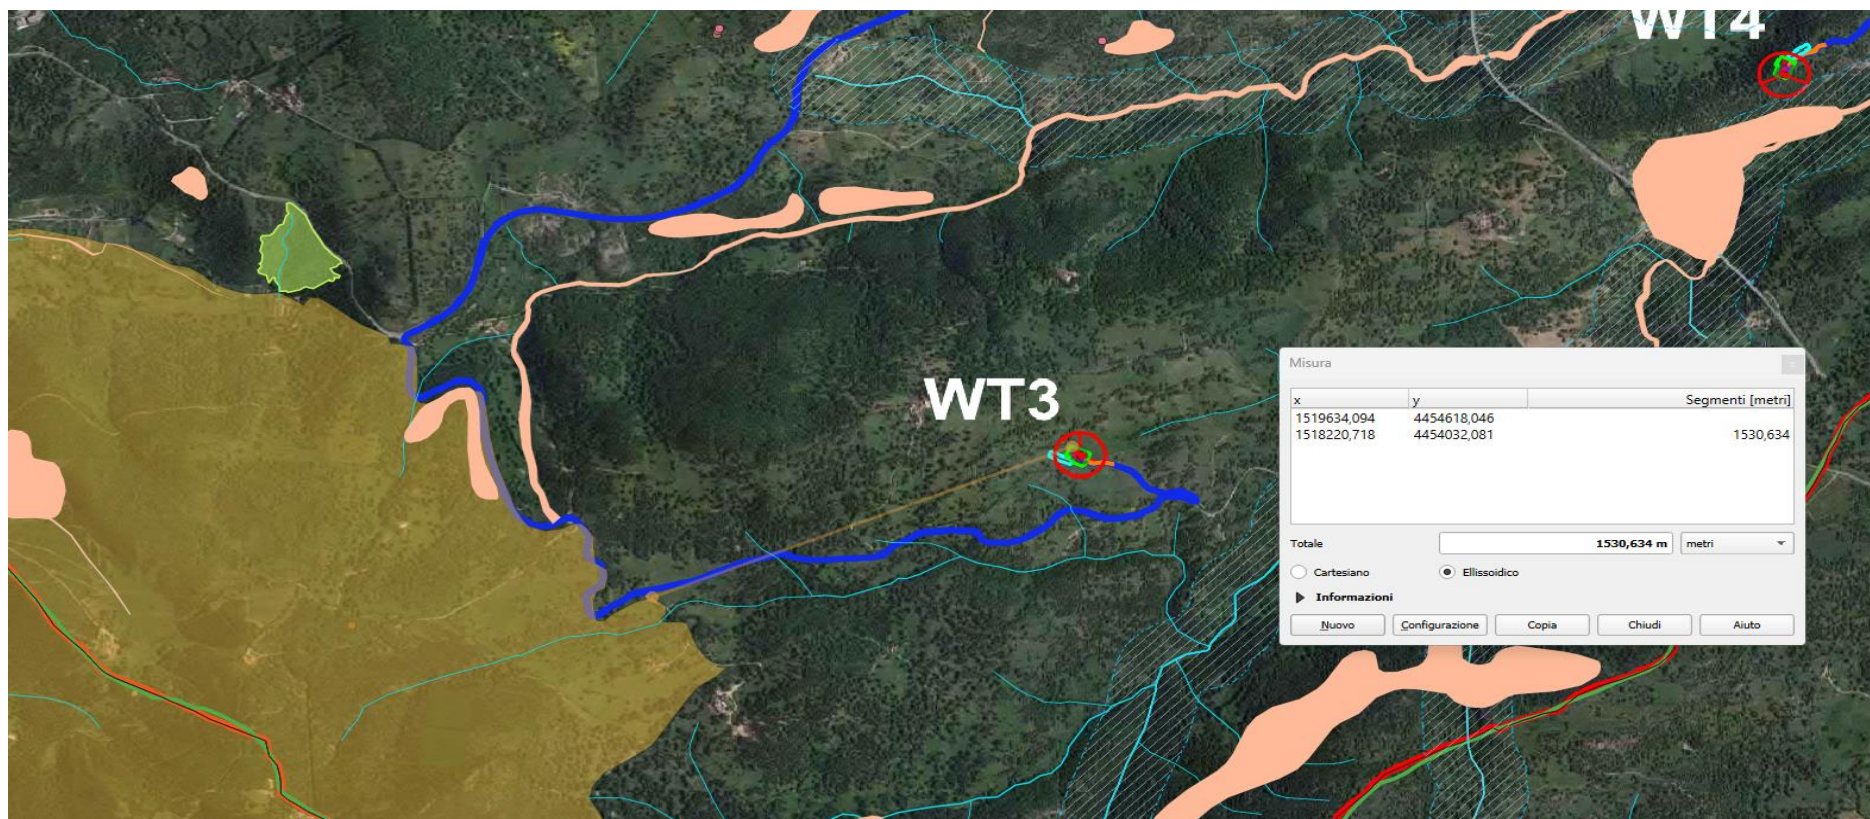 WT4
WT3
Misura
x y Segmenti [metri]
1519634,094 4454618,046
1518220,718 4454032,081 1530,634
Totale 1530,634 m metri
Cartesiano Ellissoidico
Informazioni
Nuovo Configurazione Copia Chiudi Aiuto